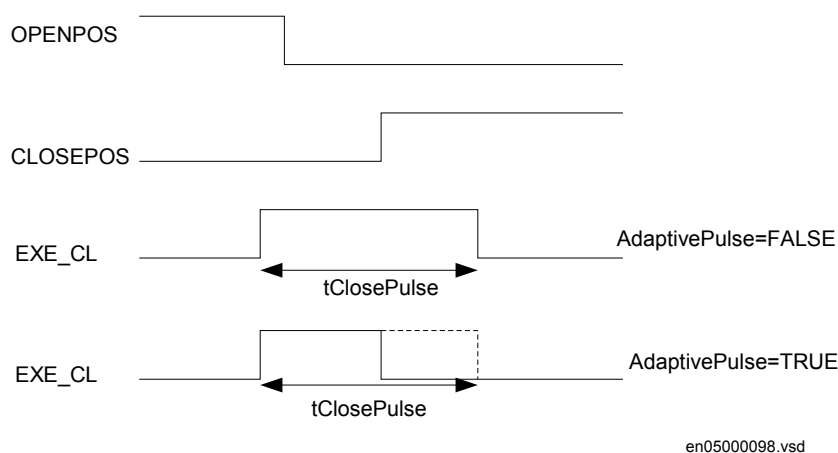 OPENPOS
CLOSEPOS
EXE_CL
AdaptivePulse=FALSE
tClosePulse
EXE_CL
AdaptivePulse=TRUE
tClosePulse
en05000098.vsd